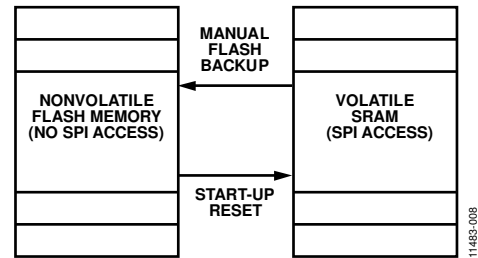 MANUAL
FLASH
BACKUP
NONVOLATILE
FLASH MEMORY
(NO SPI ACCESS)
VOLATILE
SRAM
(SPI ACCESS)
START-UP
RESET
11483-008